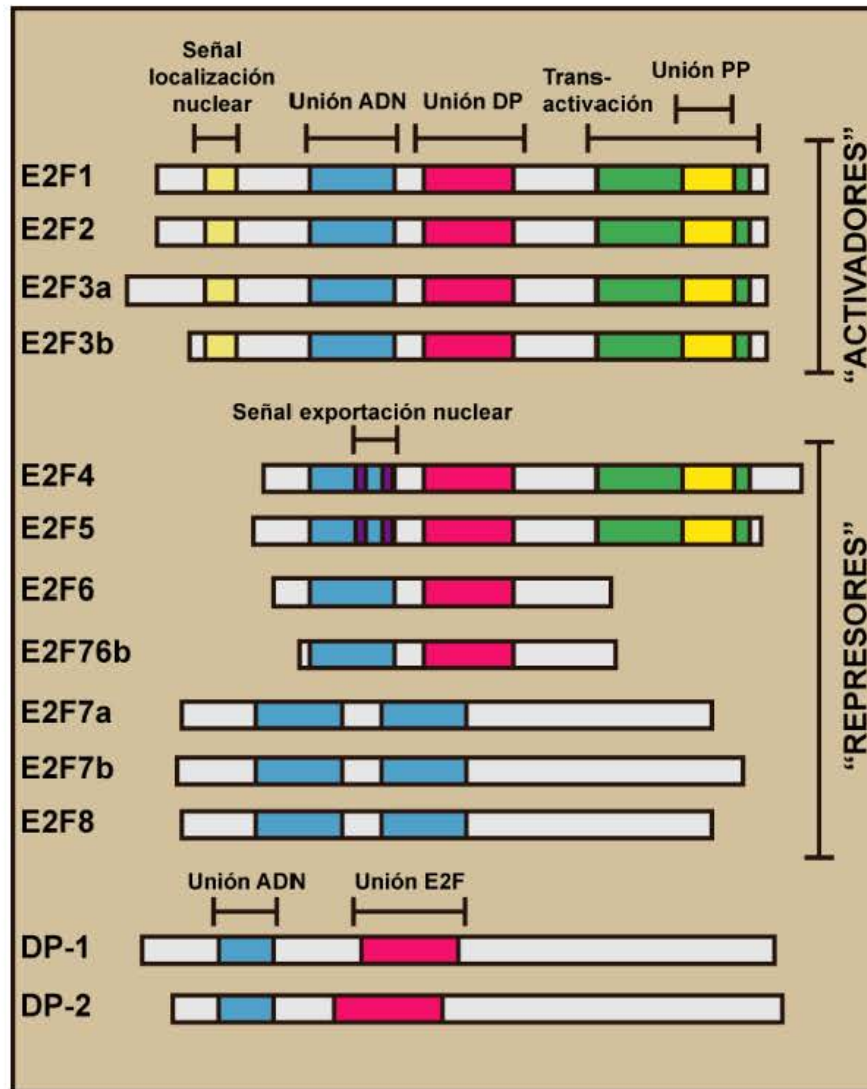 Señal
localización
nuclear
Unión ADN
Unión DP
Trans-
activación
Unión PP
E2F1
E2F2
E2F3a
E2F3b
“ACTIVADORES”
Señal exportación nuclear
E2F4
E2F5
E2F6
E2F76b
E2F7a
E2F7b
E2F8
“REPRESORES”
Unión ADN
Unión E2F
DP-1
DP-2